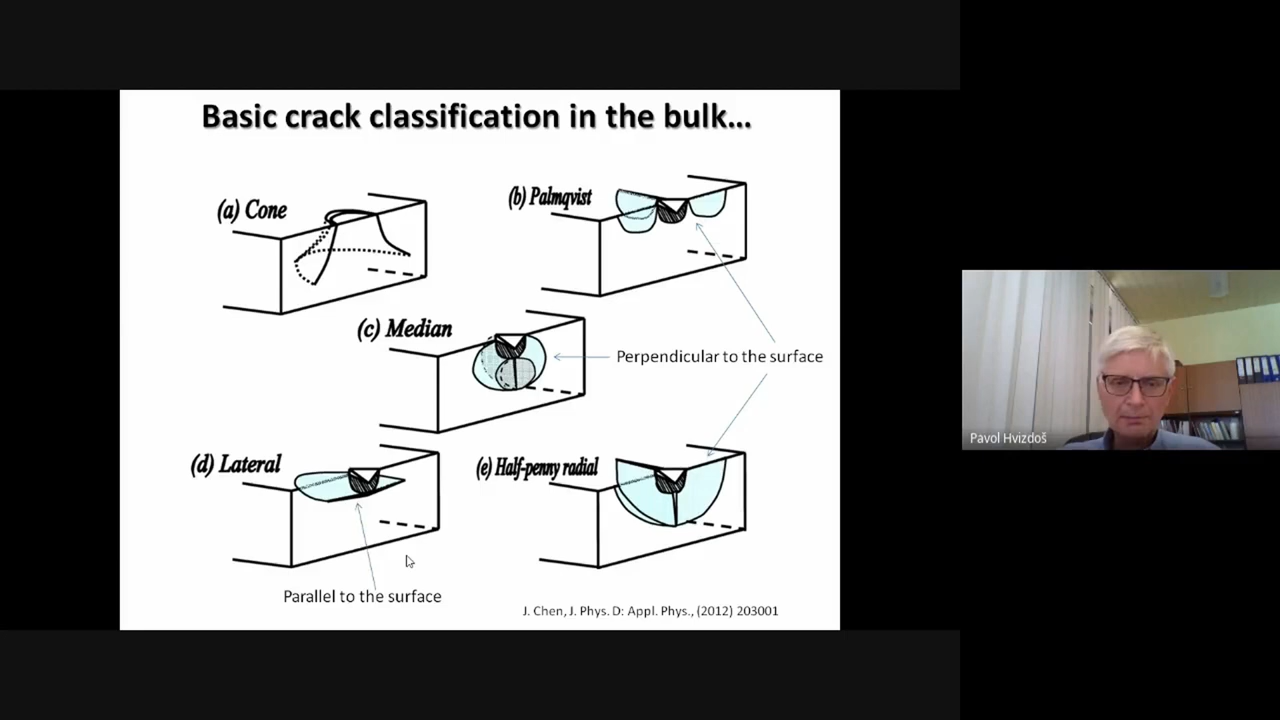 Basic crack classification in the bulk...
(a) Cone
(b) Palmqvist
(c) Median
Perpendicular to the surface
(d) Lateral
(e) Half-penny radial
Parallel to the surface
J. Chen, J. Phys. D: Appl. Phys., (2012) 203001
Pavol Hvizdoš